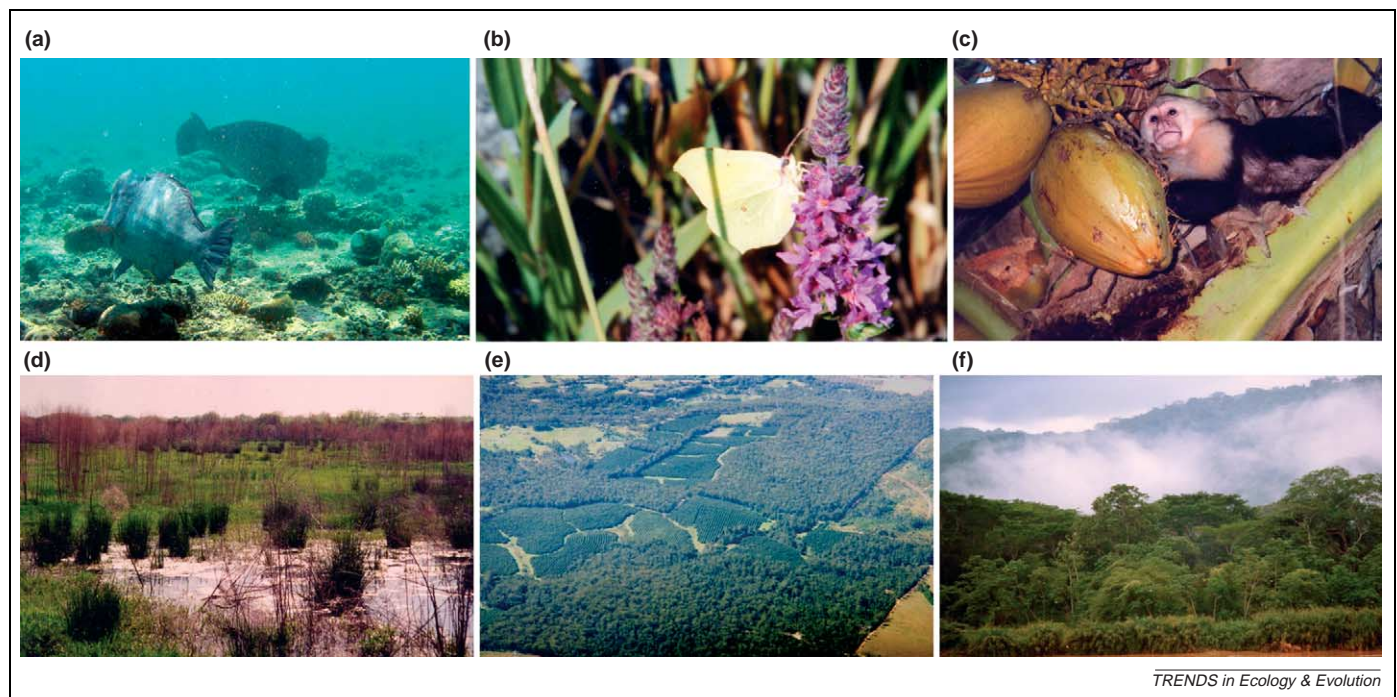 (a)
(b)
(c)
(d)
(e)
(f)
TRENDS in Ecology & Evolution